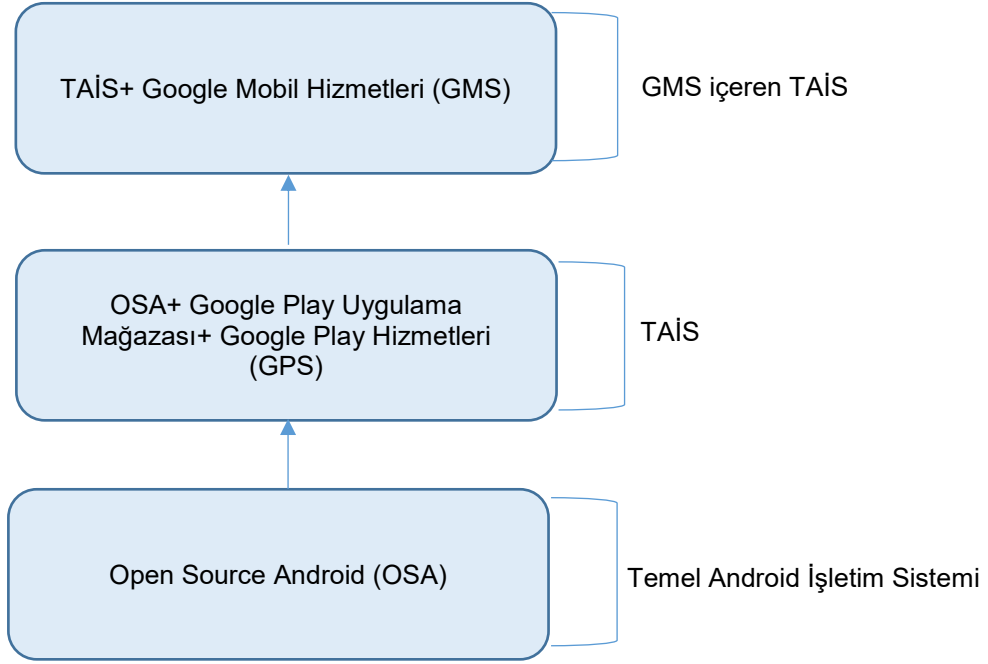 TAİS+ Google Mobil Hizmetleri (GMS)
GMS içeren TAİS
OSA+ Google Play Uygulama
Mağazası+ Google Play Hizmetleri
(GPS)
TAİS
Open Source Android (OSA)
Temel Android İşletim Sistemi